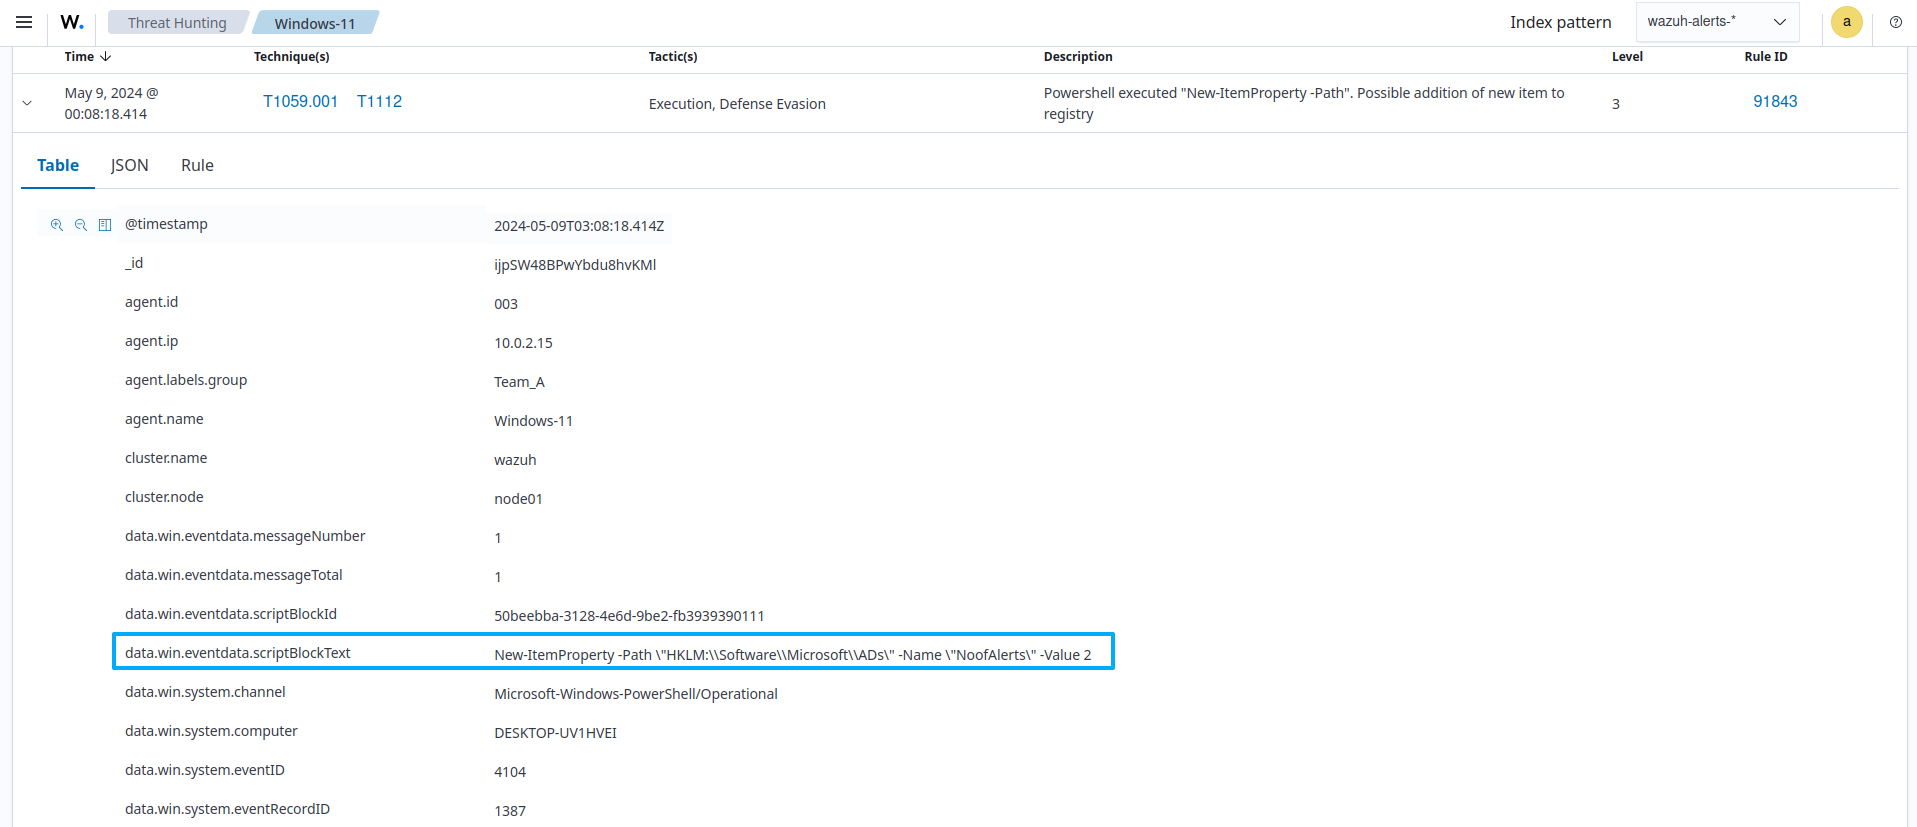 W. Threat Hunting Windows-11 Index pattern wazuh-alerts-* a
Time Technique(s) Tactic(s) Description Level Rule ID
May 9, 2024 @ 00:08:18.414 T1059.001 T1112 Execution, Defense Evasion Powershell executed "New-ItemProperty -Path". Possible addition of new item to registry 3 91843
Table JSON Rule
@timestamp 2024-05-09T03:08:18.414Z
_id ijpSW48BPwYbdu8hvKMl
agent.id 003
agent.ip 10.0.2.15
agent.labels.group Team_A
agent.name Windows-11
cluster.name wazuh
cluster.node node01
data.win.eventdata.messageNumber 1
data.win.eventdata.messageTotal 1
data.win.eventdata.scriptBlockId 50beebba-3128-4e6d-9be2-fb3939390111
data.win.eventdata.scriptBlockText New-ItemProperty -Path \"HKLM:\\Software\\Microsoft\\ADs\" -Name \"NoofAlerts\" -Value 2
data.win.system.channel Microsoft-Windows-PowerShell/Operational
data.win.system.computer DESKTOP-UV1HVEI
data.win.system.eventID 4104
data.win.system.eventRecordID 1387